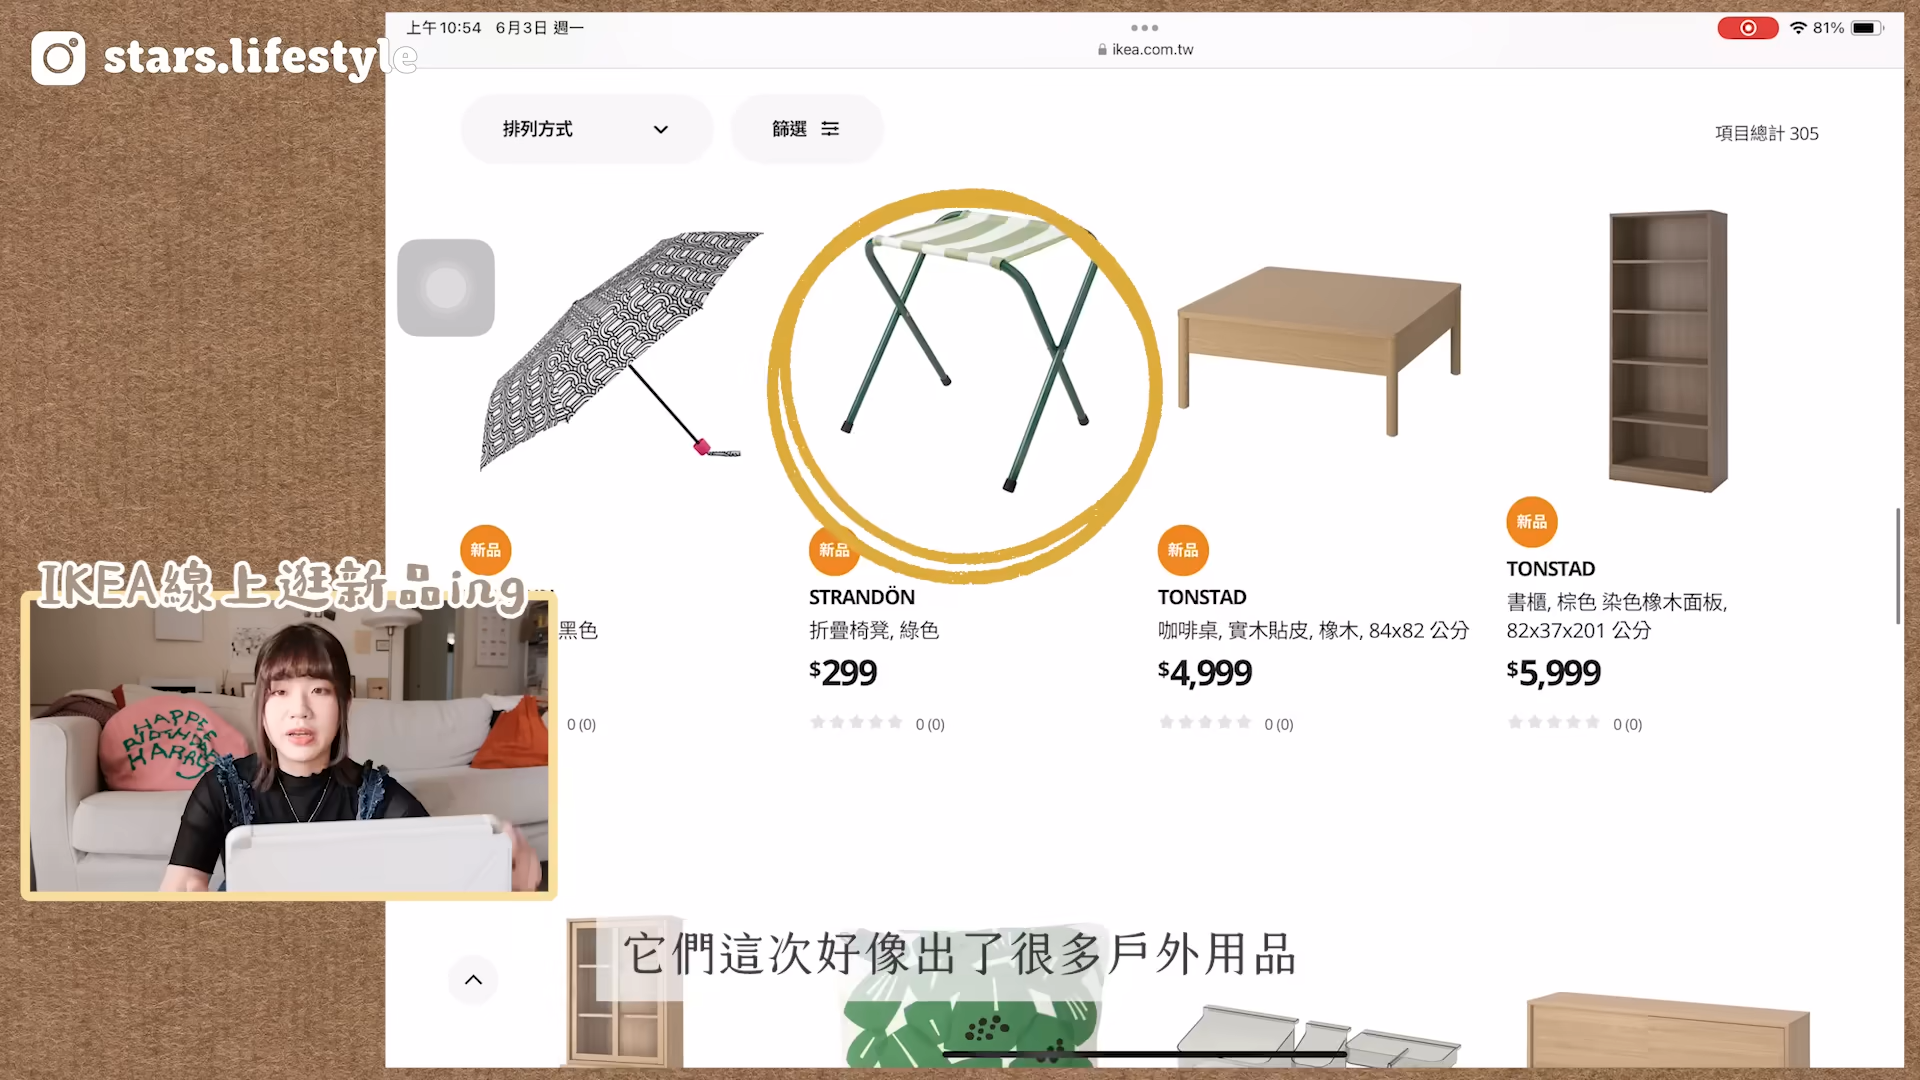 stars.lifestyle
上午10:54 6月3日 週一
ikea.com.tw
81%
排列方式
篩選
項目總計 305
新品
黑色
0 (0)
新品
STRANDÖN
折疊椅凳, 綠色
$299
0 (0)
新品
TONSTAD
咖啡桌, 實木貼皮, 橡木, 84x82 公分
$4,999
0 (0)
新品
TONSTAD
書櫃, 棕色 染色橡木面板,
82x37x201 公分
$5,999
0 (0)
IKEA線上逛新品ing
HAPPE
BIRTHDAE
HARRY
它們這次好像出了很多戶外用品